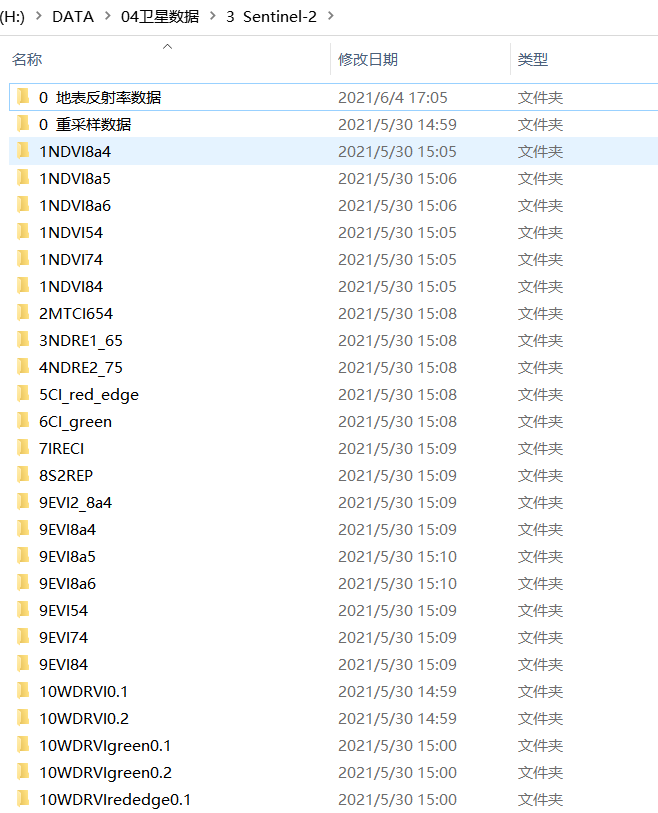 (H:) > DATA > 04卫星数据 > 3 Sentinel-2 >
名称 修改日期 类型
0 地表反射率数据 2021/6/4 17:05 文件夹
0 重采样数据 2021/5/30 14:59 文件夹
1NDVI8a4 2021/5/30 15:05 文件夹
1NDVI8a5 2021/5/30 15:06 文件夹
1NDVI8a6 2021/5/30 15:06 文件夹
1NDVI54 2021/5/30 15:05 文件夹
1NDVI74 2021/5/30 15:05 文件夹
1NDVI84 2021/5/30 15:05 文件夹
2MTCI654 2021/5/30 15:08 文件夹
3NDRE1_65 2021/5/30 15:08 文件夹
4NDRE2_75 2021/5/30 15:08 文件夹
5CI_red_edge 2021/5/30 15:08 文件夹
6CI_green 2021/5/30 15:08 文件夹
7IRECI 2021/5/30 15:09 文件夹
8S2REP 2021/5/30 15:09 文件夹
9EVI2_8a4 2021/5/30 15:09 文件夹
9EVI8a4 2021/5/30 15:09 文件夹
9EVI8a5 2021/5/30 15:10 文件夹
9EVI8a6 2021/5/30 15:10 文件夹
9EVI54 2021/5/30 15:09 文件夹
9EVI74 2021/5/30 15:09 文件夹
9EVI84 2021/5/30 15:09 文件夹
10WDRVI0.1 2021/5/30 14:59 文件夹
10WDRVI0.2 2021/5/30 14:59 文件夹
10WDRVIgreen0.1 2021/5/30 15:00 文件夹
10WDRVIgreen0.2 2021/5/30 15:00 文件夹
10WDRVIrededge0.1 2021/5/30 15:00 文件夹